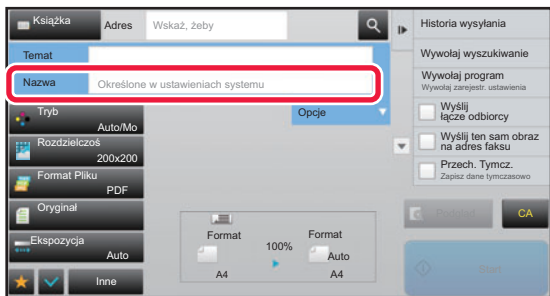 Książka
Adres
Wskaż, żeby
Temat
Nazwa
Określone w ustawieniach systemu
Tryb
Auto/Mo
Opcje
Rozdzielczoś
200x200
Format Pliku
PDF
Oryginał
Ekspozycja
Auto
Inne
Format
A4
100%
Format
Auto
A4
Historia wysyłania
Wywołaj wyszukiwanie
Wywołaj program
Wywołaj zarejestr. ustawienia
Wyślij
łącze odbiorcy
Wyślij ten sam obraz
na adres faksu
Przech. Tymcz.
Zapisz dane tymczasowo
CA
Start